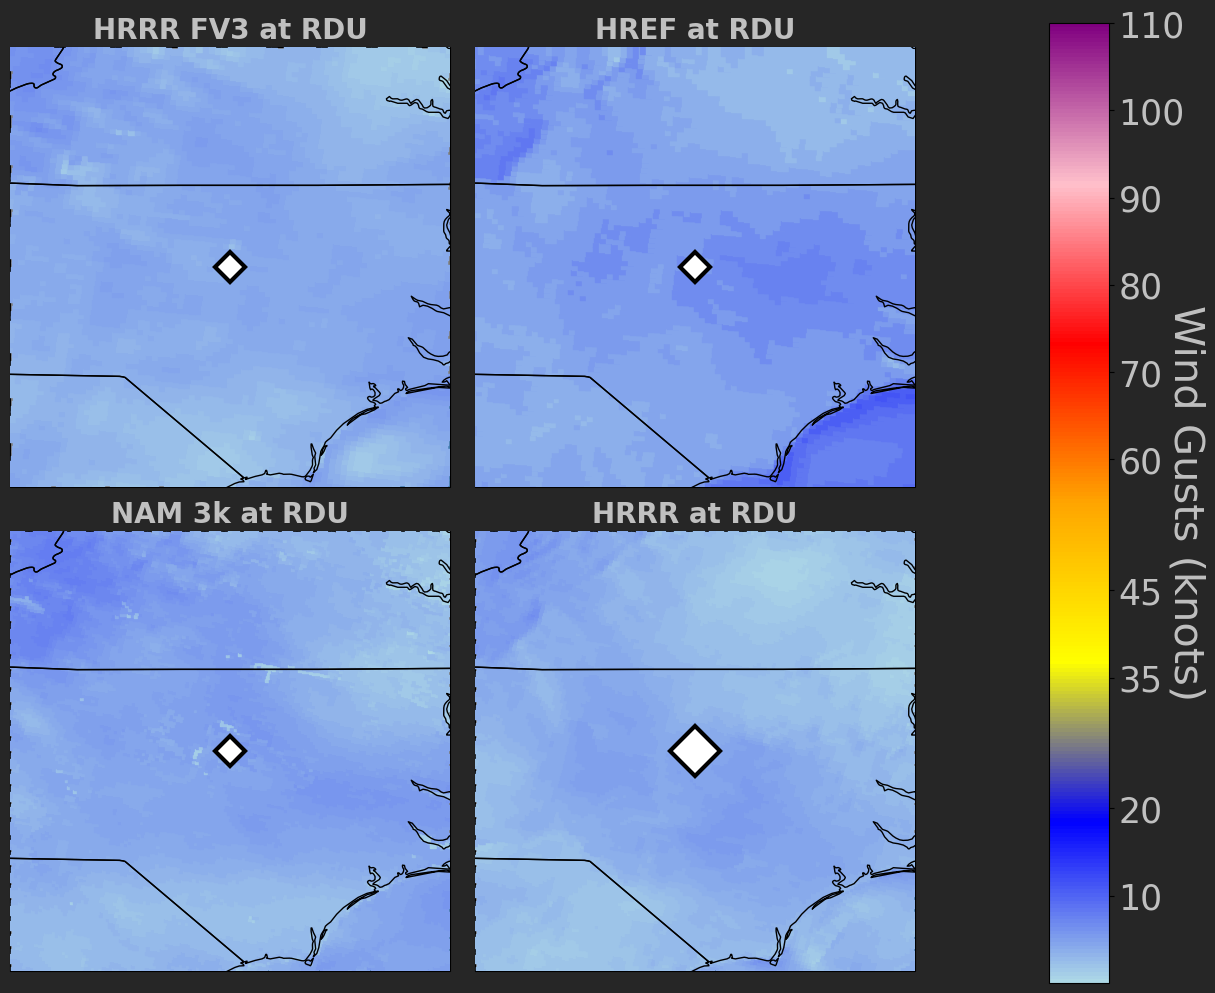 HRRR FV3 at RDU
HREF at RDU
NAM 3k at RDU
HRRR at RDU
110
100
90
80
70
60
45
35
20
10
Wind Gusts (knots)